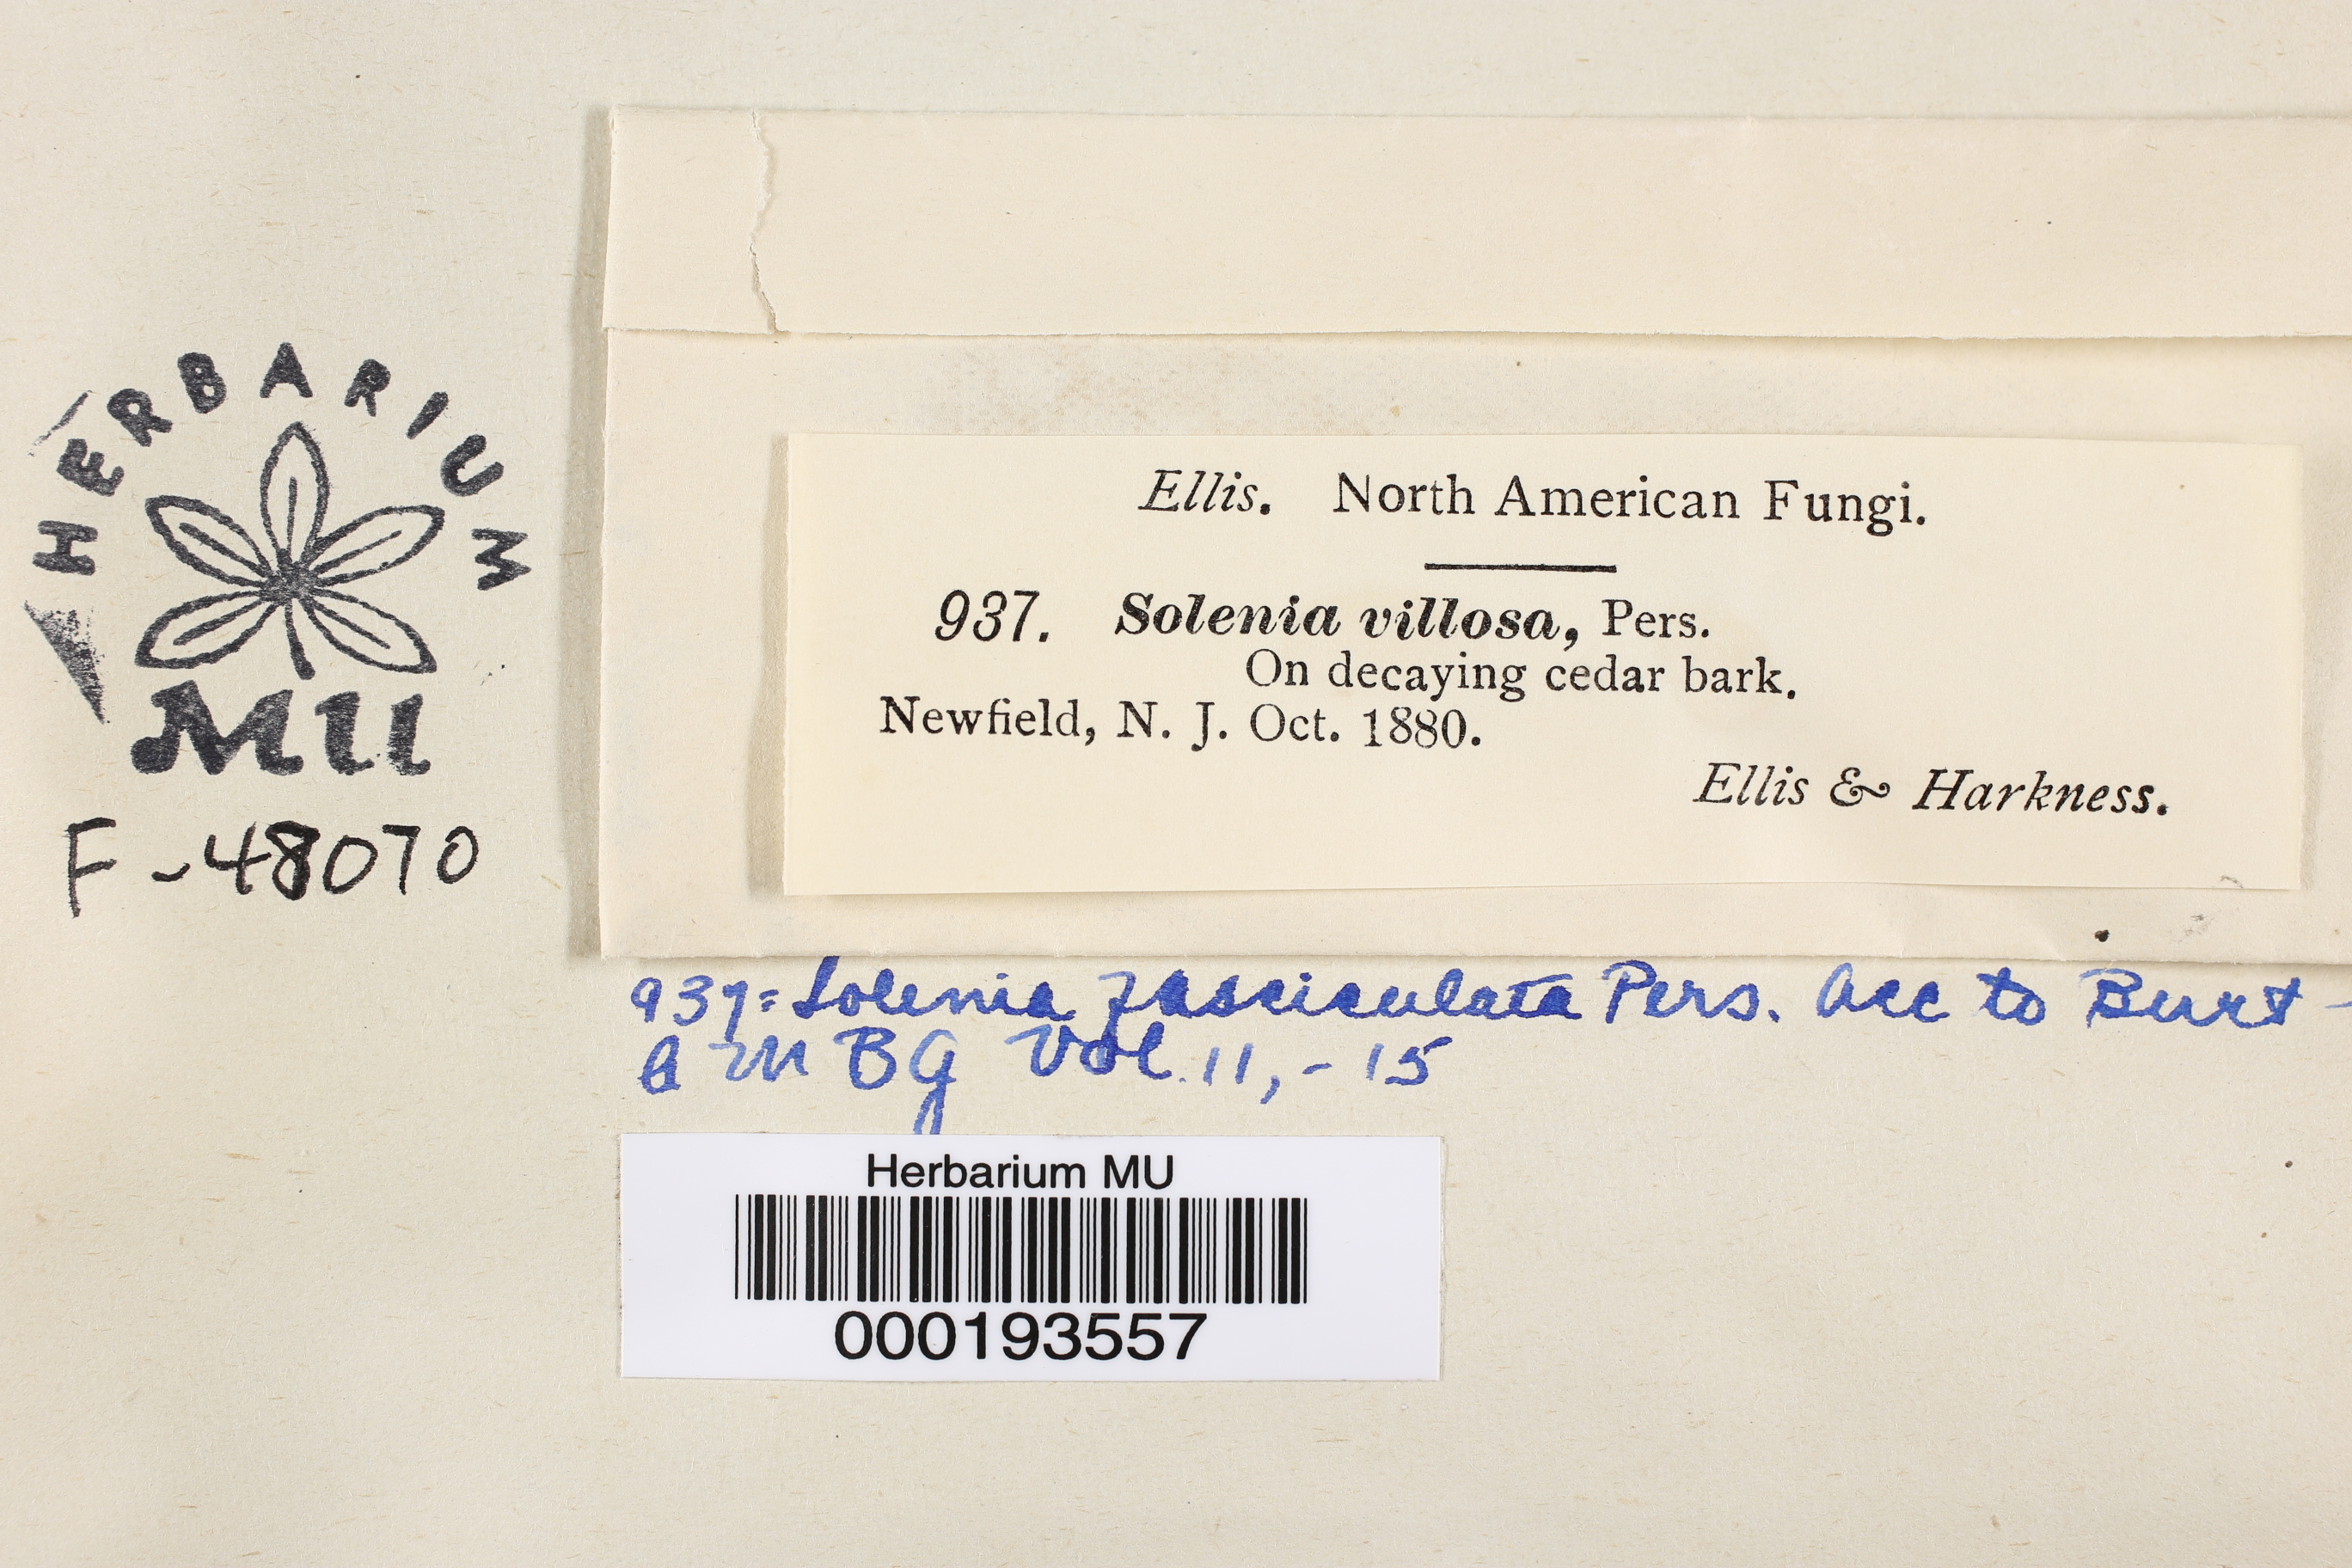 HERBARIUM
MU
F-48070
Ellis. North American Fungi.
937. Solenia villosa, Pers.
On decaying cedar bark.
Newfield, N. J. Oct. 1880.
Ellis & Harkness.
937= Solenia fasciculata Pers. Acc to Burt-
A M B G Vol. 11, - 15
Herbarium MU
000193557